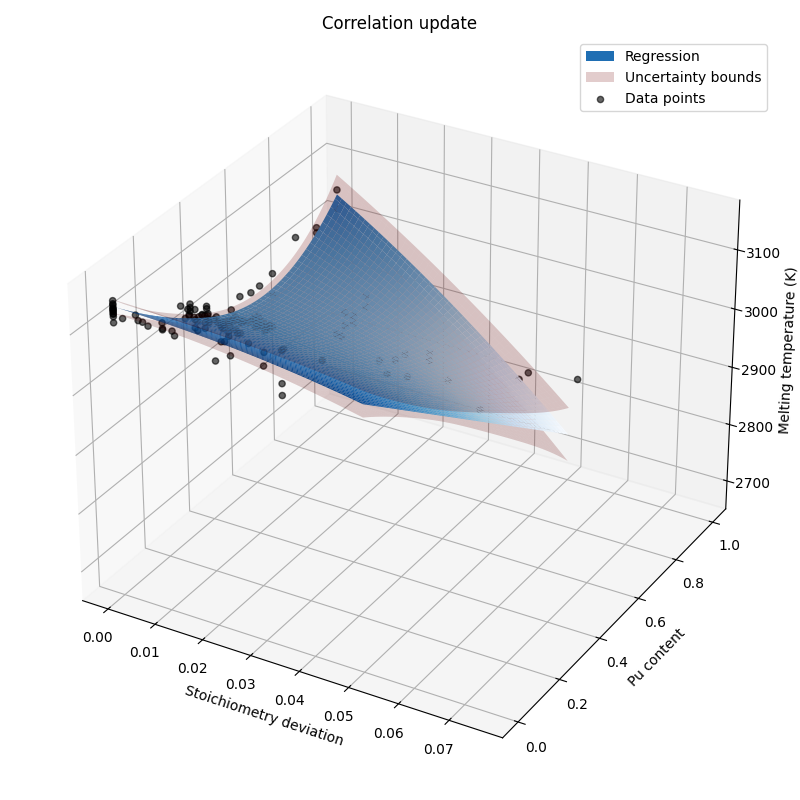 Correlation update
Regression
Uncertainty bounds
Data points
3100
3000
2900
2800
2700
Melting temperature (K)
1.0
0.8
0.6
0.4
0.2
0.0
Pu content
0.00
0.01
0.02
0.03
0.04
0.05
0.06
0.07
Stoichiometry deviation